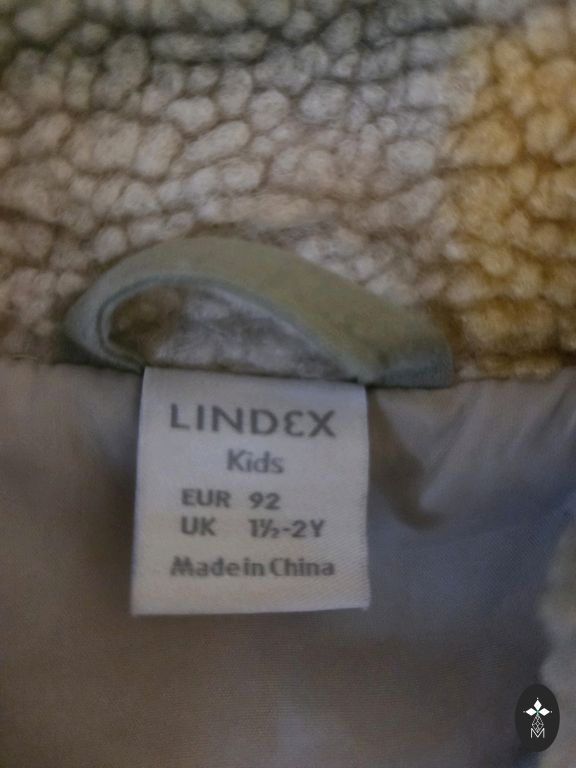 LINDEX
Kids
EUR 92
UK 1½-2Y
Made in China
M